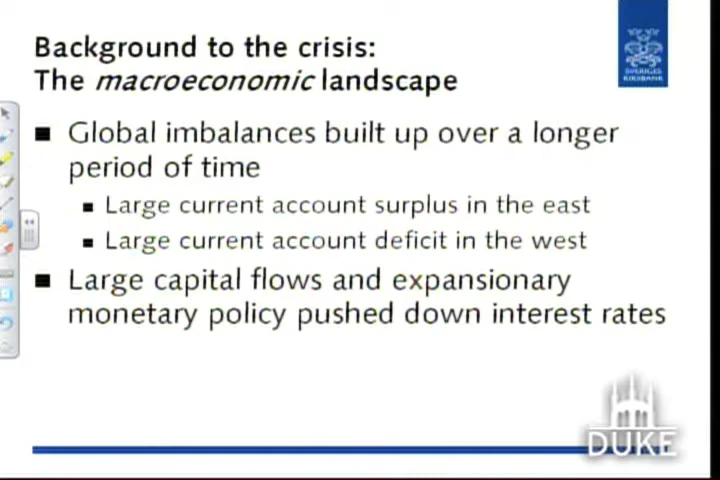 Background to the crisis:
The macroeconomic landscape
SVERIGES
RIKSBANK
■ Global imbalances built up over a longer
period of time
■ Large current account surplus in the east
■ Large current account deficit in the west
■ Large capital flows and expansionary
monetary policy pushed down interest rates
DUKE